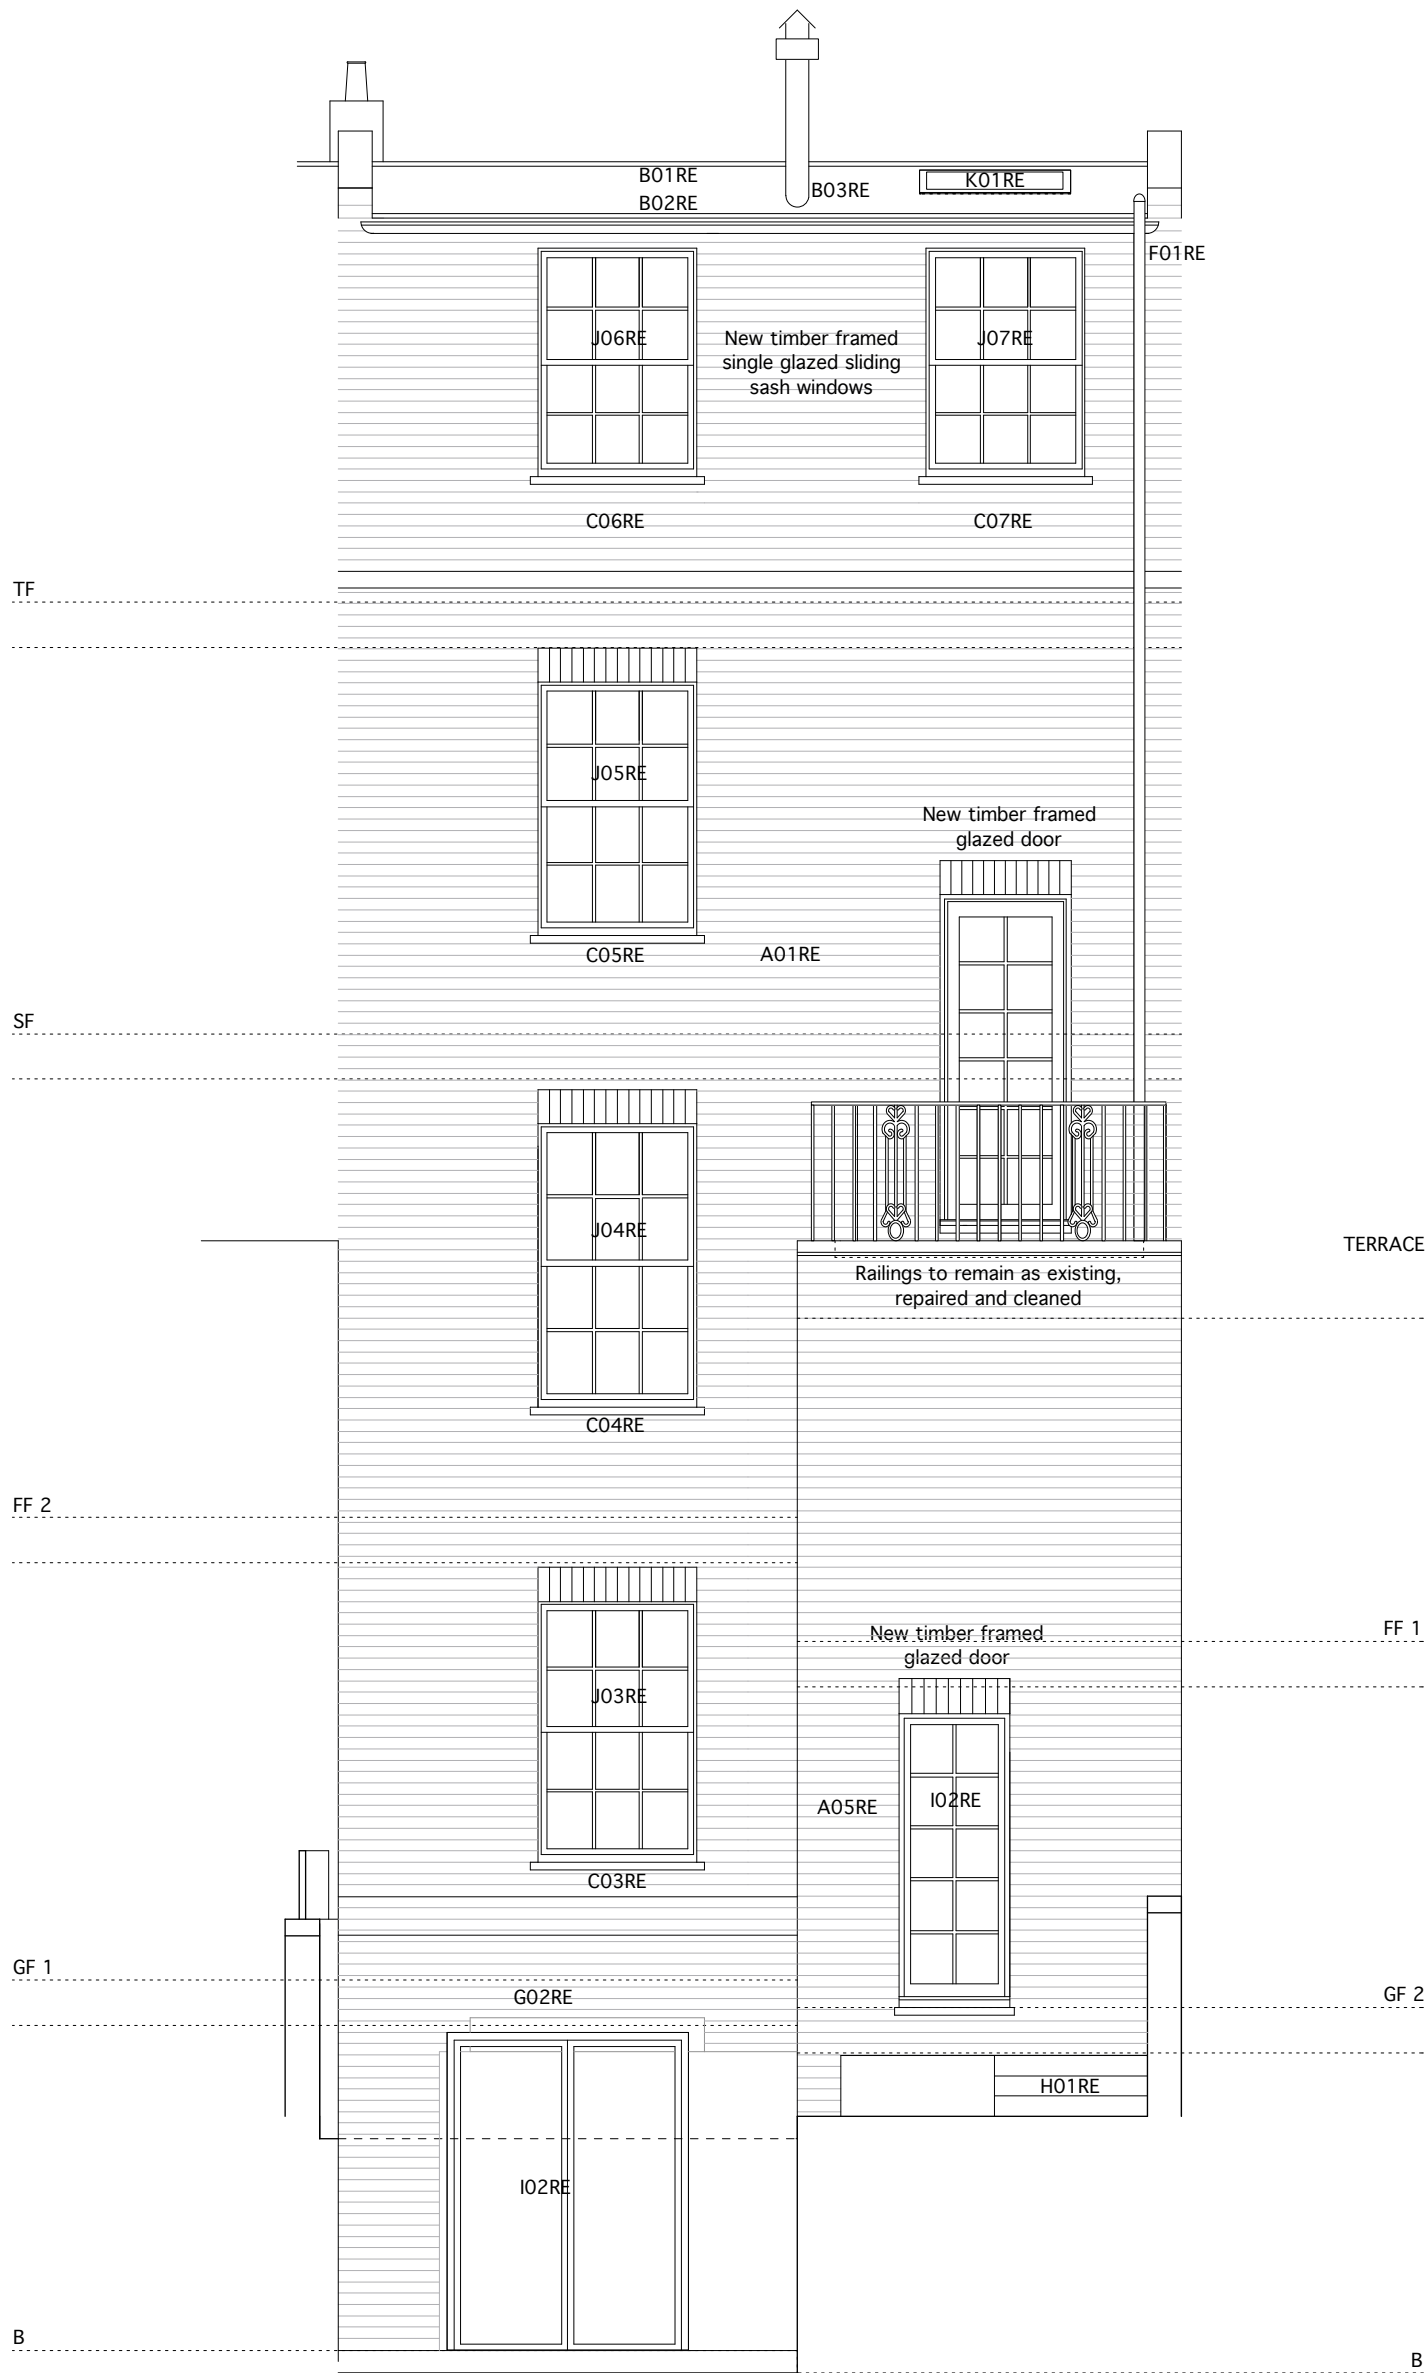 B01RE
K01RE
B03RE
B02RE
F01RE
J06RE
New timber framed
single glazed sliding
sash windows
J07RE
C06RE
C07RE
TF
J05RE
New timber framed
glazed door
C05RE
A01RE
SF
J04RE
TERRACE
Railings to remain as existing,
repaired and cleaned
C04RE
FF 2
FF 1
New timber framed
glazed door
J03RE
A05RE
I02RE
C03RE
GF 1
G02RE
GF 2
H01RE
I02RE
B
B